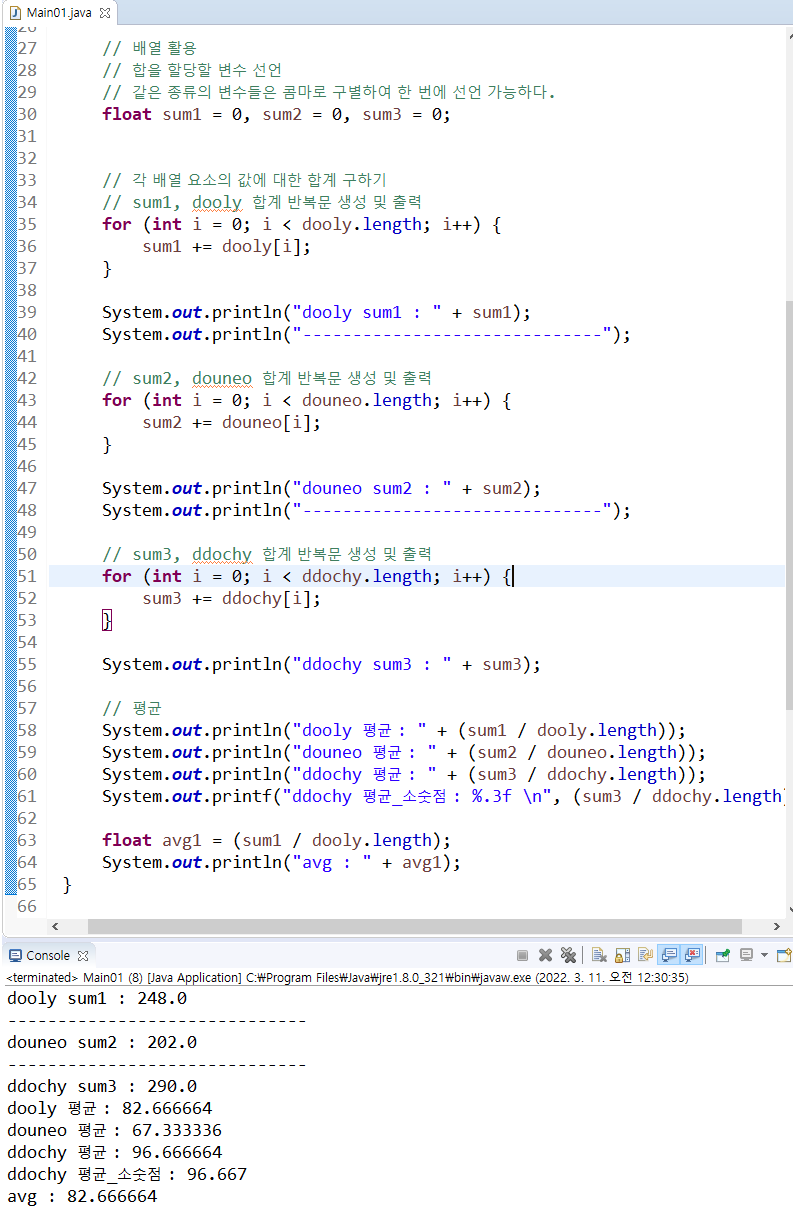 Main01.java
26
27 // 배열 활용
28 // 합을 할당할 변수 선언
29 // 같은 종류의 변수들은 콤마로 구별하여 한 번에 선언 가능하다.
30 float sum1 = 0, sum2 = 0, sum3 = 0;
31
32
33 // 각 배열 요소의 값에 대한 합계 구하기
34 // sum1, dooly 합계 반복문 생성 및 출력
35 for (int i = 0; i < dooly.length; i++) {
36 sum1 += dooly[i];
37 }
38
39 System.out.println("dooly sum1 : " + sum1);
40 System.out.println("------------------------------");
41
42 // sum2, douneo 합계 반복문 생성 및 출력
43 for (int i = 0; i < douneo.length; i++) {
44 sum2 += douneo[i];
45 }
46
47 System.out.println("douneo sum2 : " + sum2);
48 System.out.println("------------------------------");
49
50 // sum3, ddochy 합계 반복문 생성 및 출력
51 for (int i = 0; i < ddochy.length; i++) {
52 sum3 += ddochy[i];
53 }
54
55 System.out.println("ddochy sum3 : " + sum3);
56
57 // 평균
58 System.out.println("dooly 평균 : " + (sum1 / dooly.length));
59 System.out.println("douneo 평균 : " + (sum2 / douneo.length));
60 System.out.println("ddochy 평균 : " + (sum3 / ddochy.length));
61 System.out.printf("ddochy 평균_소숫점 : %.3f \n", (sum3 / ddochy.length)
62
63 float avg1 = (sum1 / dooly.length);
64 System.out.println("avg : " + avg1);
65 }
66
Console
<terminated> Main01 (8) [Java Application] C:₩Program Files₩Java₩jre1.8.0_321₩bin₩javaw.exe (2022. 3. 11. 오전 12:30:35)
dooly sum1 : 248.0
------------------------------
douneo sum2 : 202.0
------------------------------
ddochy sum3 : 290.0
dooly 평균 : 82.666664
douneo 평균 : 67.333336
ddochy 평균 : 96.666664
ddochy 평균_소숫점 : 96.667
avg : 82.666664